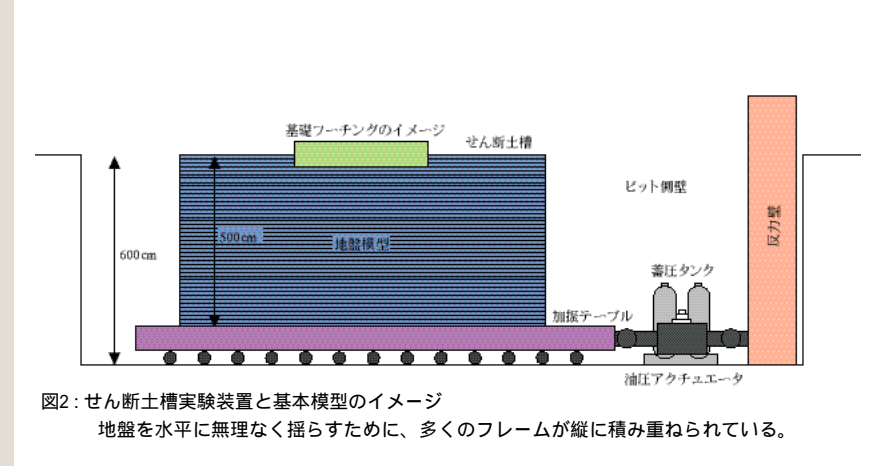 基礎フーチングのイメージ
せん断土槽
ピット側壁
反力壁
500cm
地盤模型
600cm
蓄圧タンク
加振テーブル
油圧アクチュエータ
図2 : せん断土槽実験装置と基本模型のイメージ
地盤を水平に無理なく揺らすために、多くのフレームが縦に積み重ねられている。